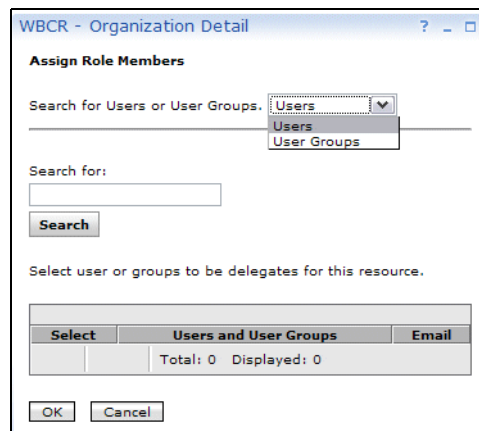 WBCR - Organization Detail ?
Assign Role Members
Search for Users or User Groups. Users
Users
User Groups
Search for:
Search
Select user or groups to be delegates for this resource.
Select Users and User Groups Email
Total: 0 Displayed: 0
OK Cancel